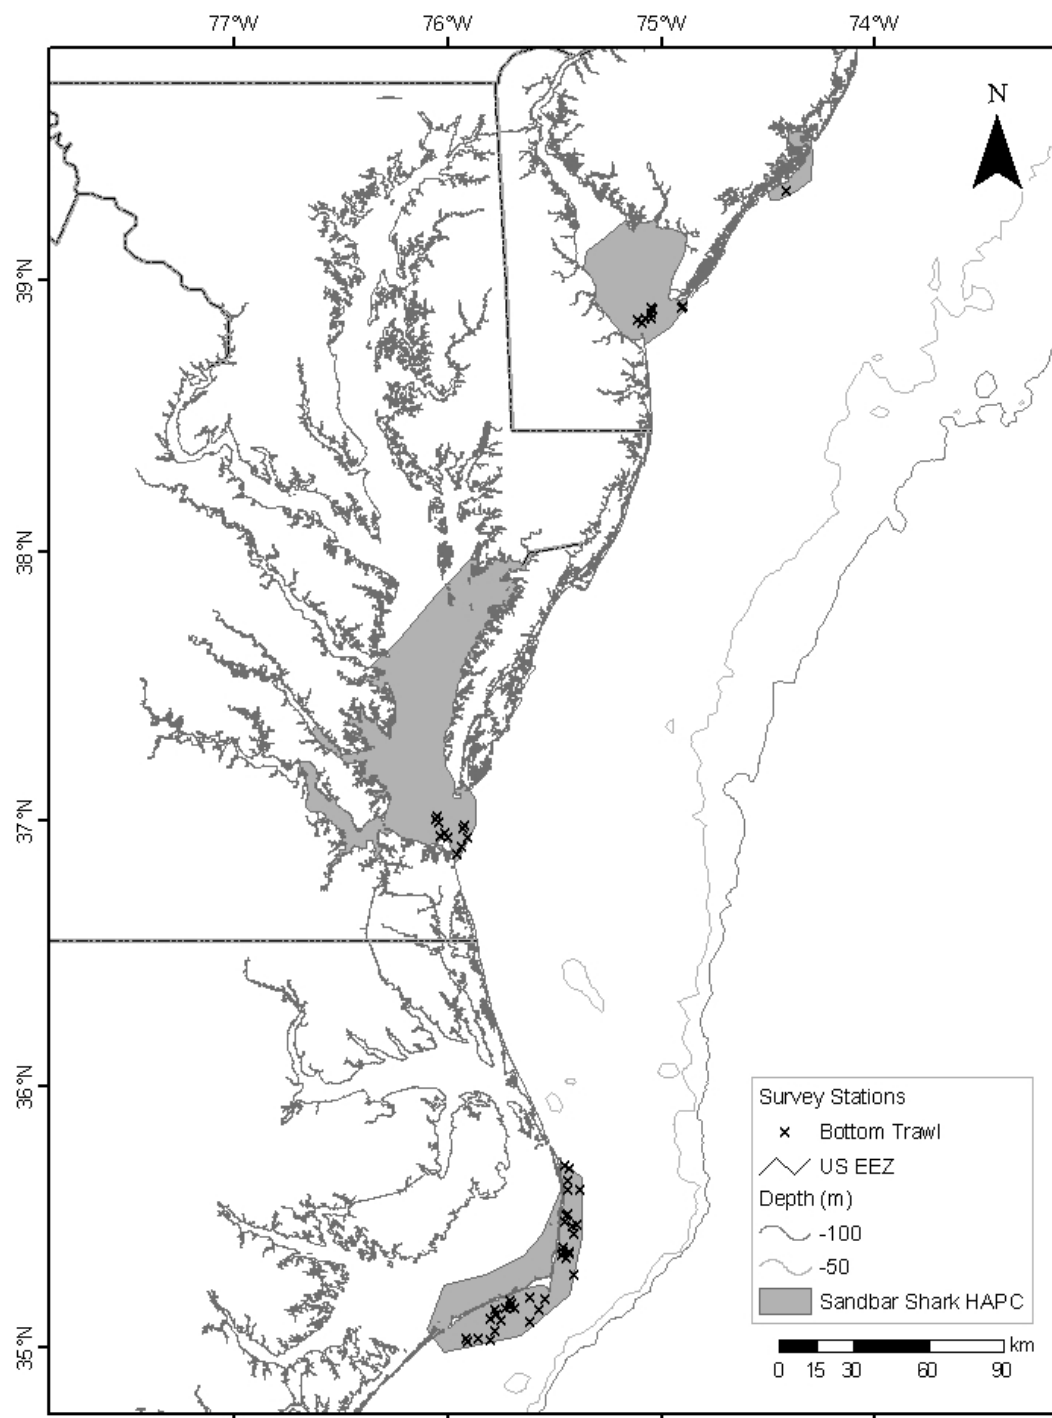 77°W 76°W 75°W 74°W
N
39°N
38°N
37°N
36°N
35°N
Survey Stations
Bottom Trawl
US EEZ
Depth (m)
-100
-50
Sandbar Shark HAPC
km
0 15 30 60 90